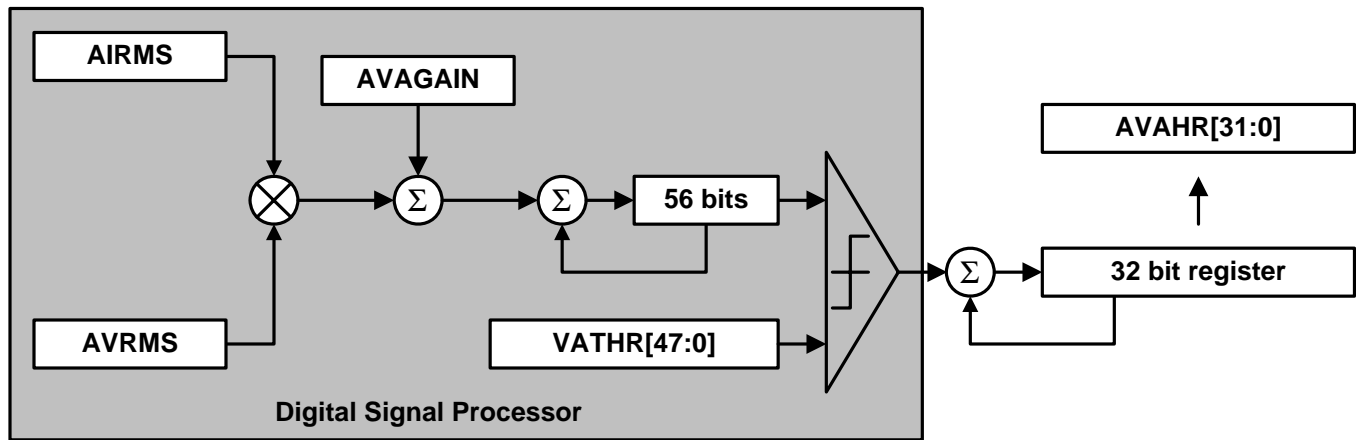 AIRMS
AVAGAIN
AVAHR[31:0]
Σ
Σ
56 bits
Σ
32 bit register
AVRMS
VATHR[47:0]
Digital Signal Processor